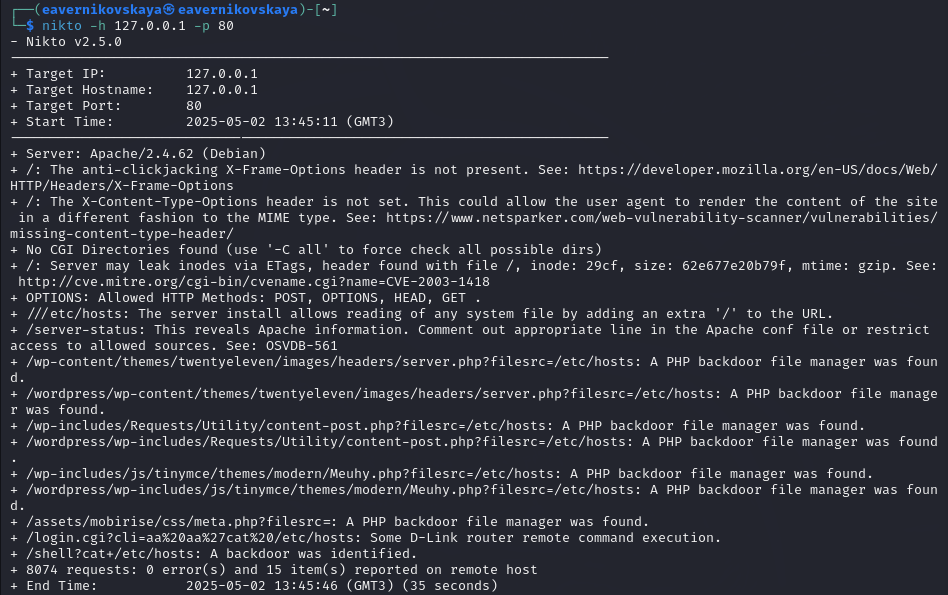 ┌──(eavernikovskaya㉿eavernikovskaya)-[~]
└─$ nikto -h 127.0.0.1 -p 80
- Nikto v2.5.0
---------------------------------------------------------------------------
+ Target IP:          127.0.0.1
+ Target Hostname:    127.0.0.1
+ Target Port:        80
+ Start Time:         2025-05-02 13:45:11 (GMT3)
---------------------------------------------------------------------------
+ Server: Apache/2.4.62 (Debian)
+ /: The anti-clickjacking X-Frame-Options header is not present. See: https://developer.mozilla.org/en-US/docs/Web/
HTTP/Headers/X-Frame-Options
+ /: The X-Content-Type-Options header is not set. This could allow the user agent to render the content of the site
 in a different fashion to the MIME type. See: https://www.netsparker.com/web-vulnerability-scanner/vulnerabilities/
missing-content-type-header/
+ No CGI Directories found (use '-C all' to force check all possible dirs)
+ /: Server may leak inodes via ETags, header found with file /, inode: 29cf, size: 62e677e20b79f, mtime: gzip. See:
 http://cve.mitre.org/cgi-bin/cvename.cgi?name=CVE-2003-1418
+ OPTIONS: Allowed HTTP Methods: POST, OPTIONS, HEAD, GET .
+ ///etc/hosts: The server install allows reading of any system file by adding an extra '/' to the URL.
+ /server-status: This reveals Apache information. Comment out appropriate line in the Apache conf file or restrict
access to allowed sources. See: OSVDB-561
+ /wp-content/themes/twentyeleven/images/headers/server.php?filesrc=/etc/hosts: A PHP backdoor file manager was foun
d.
+ /wordpress/wp-content/themes/twentyeleven/images/headers/server.php?filesrc=/etc/hosts: A PHP backdoor file manage
r was found.
+ /wp-includes/Requests/Utility/content-post.php?filesrc=/etc/hosts: A PHP backdoor file manager was found.
+ /wordpress/wp-includes/Requests/Utility/content-post.php?filesrc=/etc/hosts: A PHP backdoor file manager was found
.
+ /wp-includes/js/tinymce/themes/modern/Meuhy.php?filesrc=/etc/hosts: A PHP backdoor file manager was found.
+ /wordpress/wp-includes/js/tinymce/themes/modern/Meuhy.php?filesrc=/etc/hosts: A PHP backdoor file manager was foun
d.
+ /assets/mobirise/css/meta.php?filesrc=: A PHP backdoor file manager was found.
+ /login.cgi?cli=aa%20aa%27cat%20/etc/hosts: Some D-Link router remote command execution.
+ /shell?cat+/etc/hosts: A backdoor was identified.
+ 8074 requests: 0 error(s) and 15 item(s) reported on remote host
+ End Time:           2025-05-02 13:45:46 (GMT3) (35 seconds)